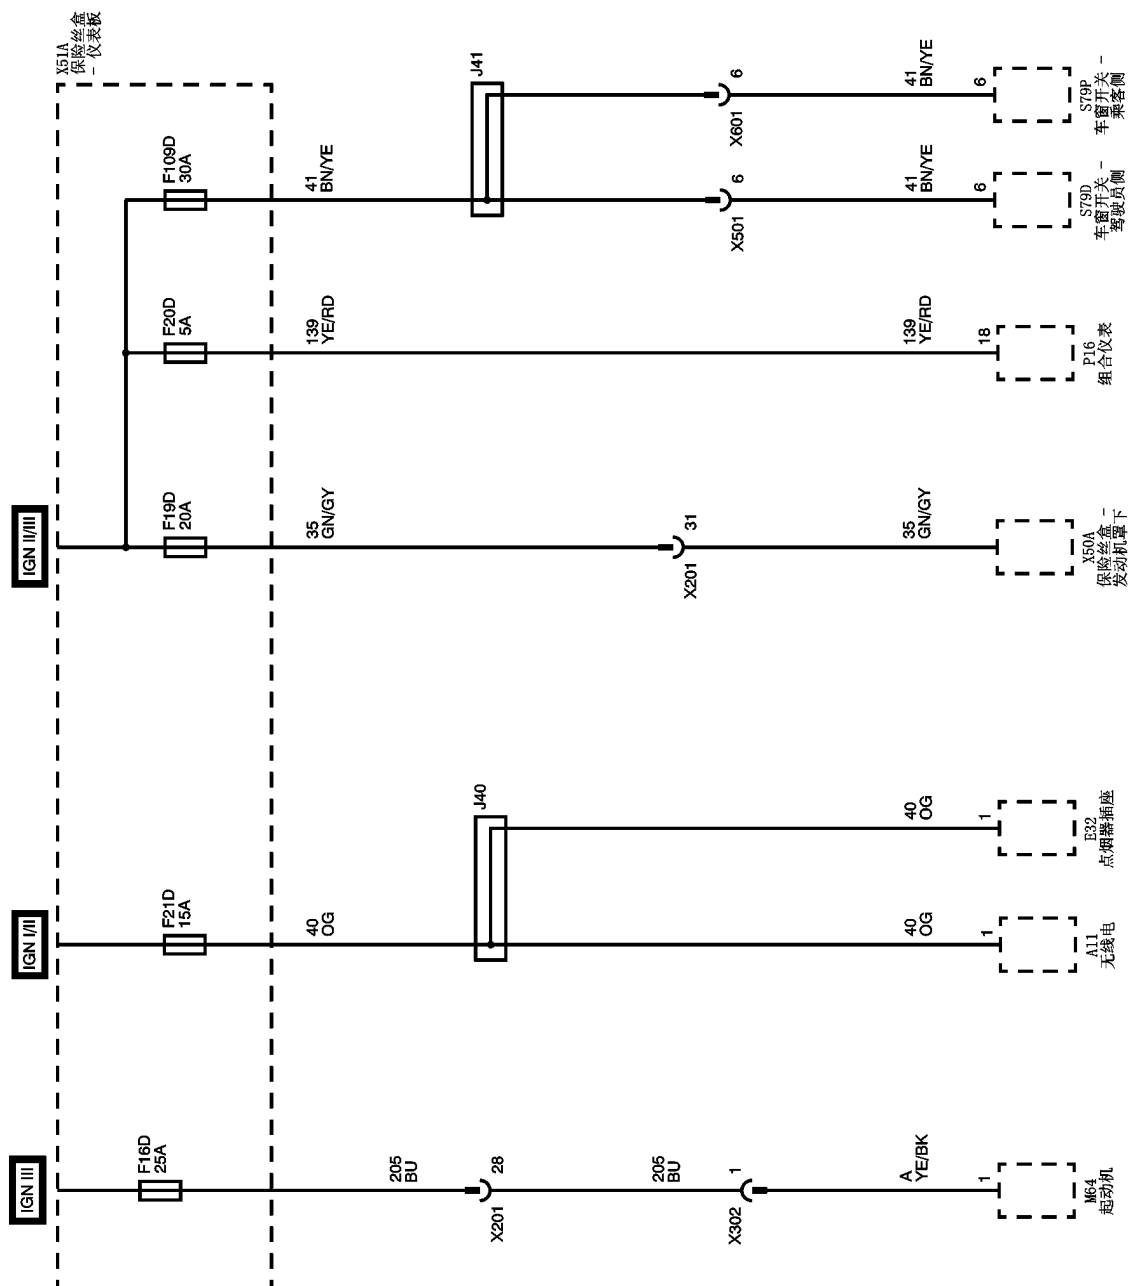 X51A
保险丝盒
- 仪表板
IGN III
F16D
25A
205
BU
28
X201
205
BU
1
X302
A
YE/BK
1
M64
起动机
IGN I/II
F21D
15A
40
OG
J40
40
OG
1
A11
无线电
40
OG
1
E32
点烟器插座
IGN II/III
F19D
20A
35
GN/GY
31
X201
35
GN/GY
X50A
保险丝盒 -
发动机罩下
F20D
5A
139
YE/RD
139
YE/RD
18
P16
组合仪表
F109D
30A
41
BN/YE
J41
6
X501
41
BN/YE
6
S79D
车窗开关 -
驾驶员侧
6
X601
41
BN/YE
6
S79P
车窗开关 -
乘客侧